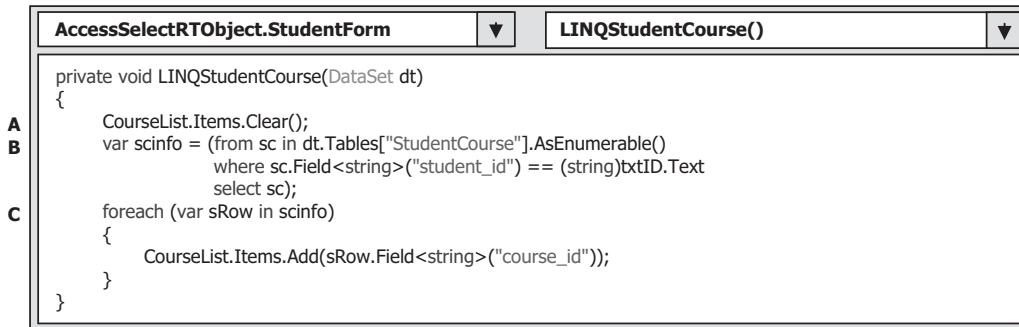 AccessSelectRTObject.StudentForm LINQStudentCourse()
private void LINQStudentCourse(DataSet dt)
{
A CourseList.Items.Clear();
B var scinfo = (from sc in dt.Tables["StudentCourse"].AsEnumerable()
where sc.Field<string>("student_id") == (string)txtID.Text
select sc);
C foreach (var sRow in scinfo)
{
CourseList.Items.Add(sRow.Field<string>("course_id"));
}
}